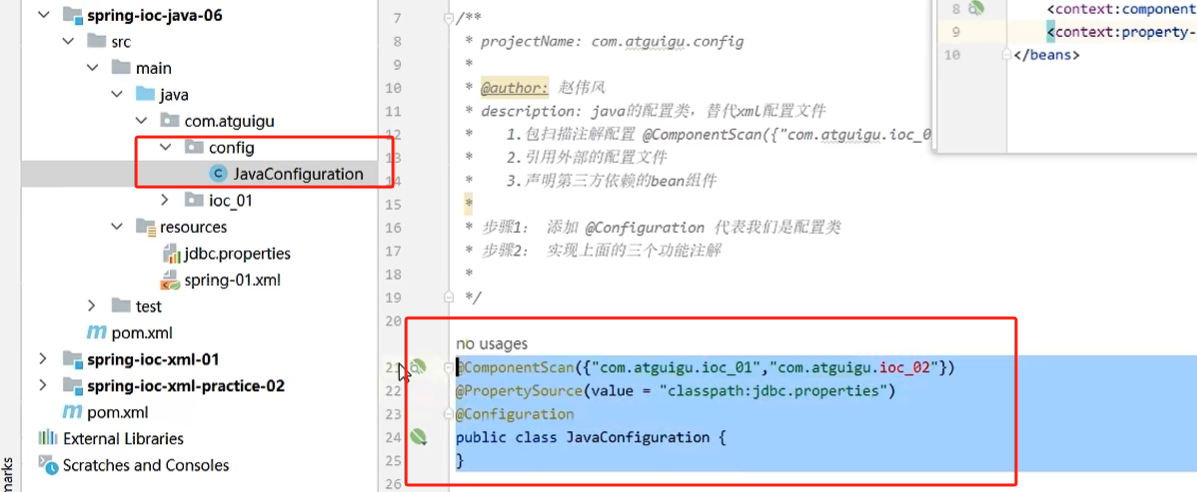 spring-ioc-java-06
src
main
java
com.atguigu
config
JavaConfiguration
ioc_01
resources
jdbc.properties
spring-01.xml
test
pom.xml
spring-ioc-xml-01
spring-ioc-xml-practice-02
pom.xml
External Libraries
Scratches and Consoles
marks
7 /**
8 * projectName: com.atguigu.config
9 *
10 * @author: 赵伟风
11 * description: java的配置类，替代xml配置文件
12 * 1.包扫描注解配置 @ComponentScan({"com.atguigu.ioc_0
13 * 2.引用外部的配置文件
14 * 3.声明第三方依赖的bean组件
15 *
16 * 步骤1： 添加 @Configuration 代表我们是配置类
17 * 步骤2： 实现上面的三个功能注解
18 *
19 */
20
no usages
21 @ComponentScan({"com.atguigu.ioc_01","com.atguigu.ioc_02"})
22 @PropertySource(value = "classpath:jdbc.properties")
23 @Configuration
24 public class JavaConfiguration {
25 }
26
8 <context:component
9 <context:property-
10 </beans>